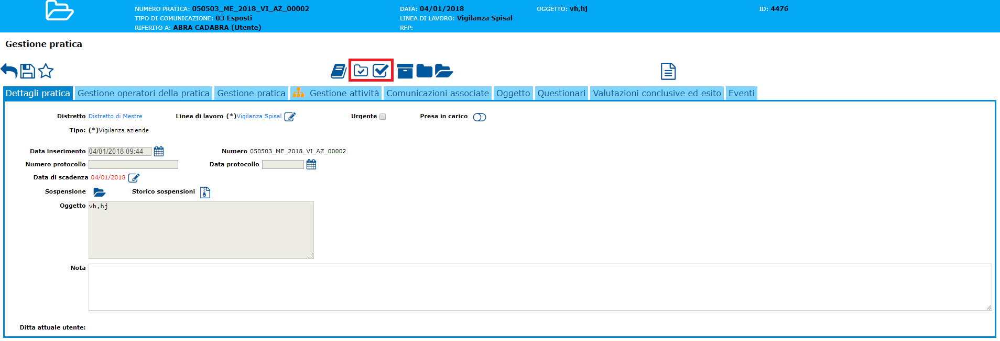 NUMERO PRATICA: 050503_ME_2018_VI_AZ_00002 DATA: 04/01/2018 OGGETTO: vh,hj ID: 4476
TIPO DI COMUNICAZIONE: 03 Esposti LINEA DI LAVORO: Vigilanza Spisal
RIFERITO A: ABRA CADABRA (Utente) RFP:
Gestione pratica
Dettagli pratica Gestione operatori della pratica Gestione pratica Gestione attività Comunicazioni associate Oggetto Questionari Valutazioni conclusive ed esito Eventi
Distretto Distretto di Mestre Linea di lavoro (*)Vigilanza Spisal Urgente Presa in carico
Tipo: (*)Vigilanza aziende
Data inserimento 04/01/2018 09:44 Numero 050503_ME_2018_VI_AZ_00002
Numero protocollo Data protocollo
Data di scadenza 04/01/2018
Sospensione Storico sospensioni
Oggetto vh,hj
Nota
Ditta attuale utente: